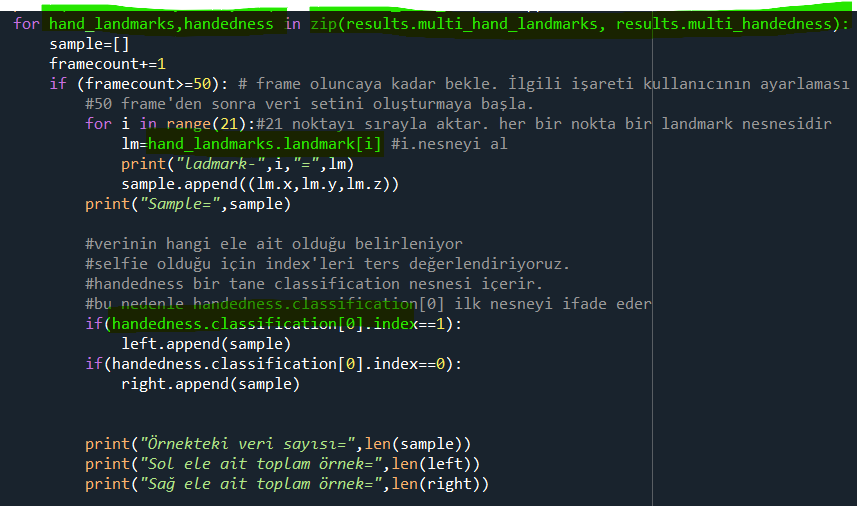 for hand_landmarks,handedness in zip(results.multi_hand_landmarks, results.multi_handedness):
sample=[]
framecount+=1
if (framecount>=50): # frame oluncaya kadar bekle. İlgili işareti kullanıcının ayarlaması
#50 frame'den sonra veri setini oluşturmaya başla.
for i in range(21):#21 noktayı sırayla aktar. her bir nokta bir landmark nesnesidir
lm=hand_landmarks.landmark[i] #i.nesneyi al
print("ladmark-",i,"=",lm)
sample.append((lm.x,lm.y,lm.z))
print("Sample=",sample)
#verinin hangi ele ait olduğu belirleniyor
#selfie olduğu için index'leri ters değerlendiriyoruz.
#handedness bir tane classification nesnesi içerir.
#bu nedenle handedness.classification[0] ilk nesneyi ifade eder
if(handedness.classification[0].index==1):
left.append(sample)
if(handedness.classification[0].index==0):
right.append(sample)
print("Örnekteki veri sayısı=",len(sample))
print("Sol ele ait toplam örnek=",len(left))
print("Sağ ele ait toplam örnek=",len(right))